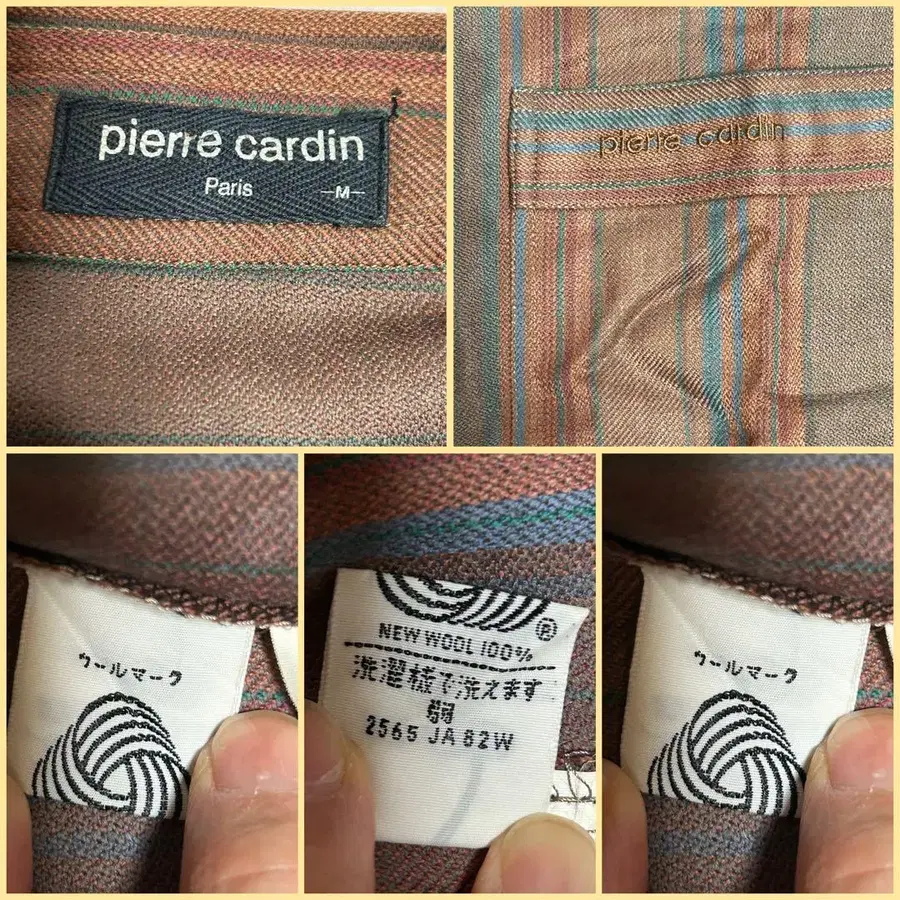 pierre cardin
Paris
-M-
pierre cardin
ウールマーク
®
NEW WOOL 100%
洗濯機で洗えます
弱
2565 JA 82W
ウールマーク